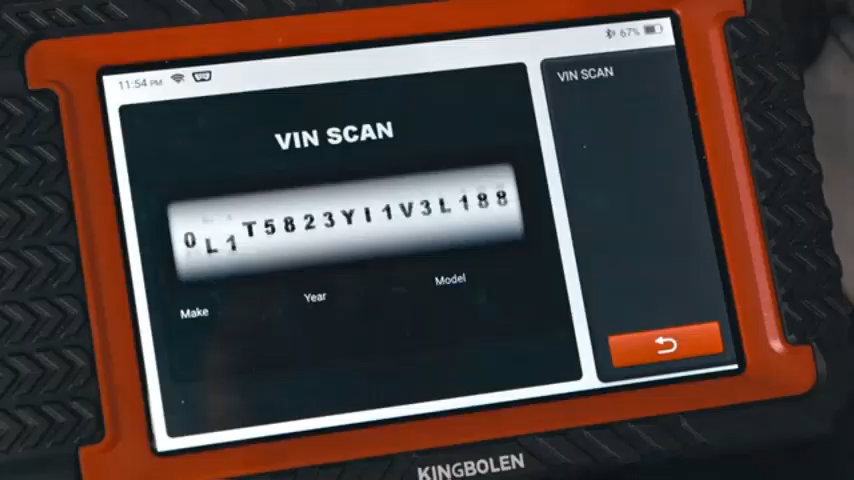 11:54 PM
67%
VIN SCAN
VIN SCAN
0L1T5823YI1V3L188
Make
Year
Model
KINGBOLEN